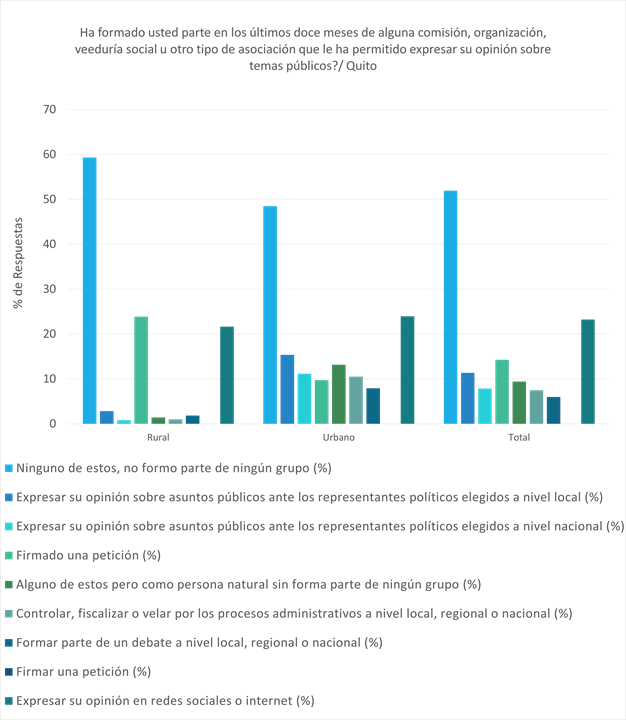 Ha formado usted parte en los últimos doce meses de alguna comisión, organización,
veeduría social u otro tipo de asociación que le ha permitido expresar su opinión sobre
temas públicos?/ Quito
70
60
50
40
30
20
10
0
% de Respuestas
Rural Urbano Total
Ninguno de estos, no formo parte de ningún grupo (%)
Expresar su opinión sobre asuntos públicos ante los representantes políticos elegidos a nivel local (%)
Expresar su opinión sobre asuntos públicos ante los representantes políticos elegidos a nivel nacional (%)
Firmado una petición (%)
Alguno de estos pero como persona natural sin forma parte de ningún grupo (%)
Controlar, fiscalizar o velar por los procesos administrativos a nivel local, regional o nacional (%)
Formar parte de un debate a nivel local, regional o nacional (%)
Firmar una petición (%)
Expresar su opinión en redes sociales o internet (%)